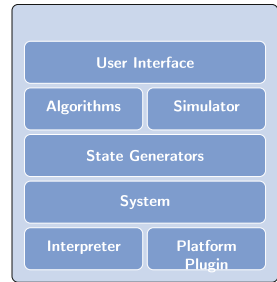 User Interface
Algorithms Simulator
State Generators
System
Interpreter Platform
Plugin